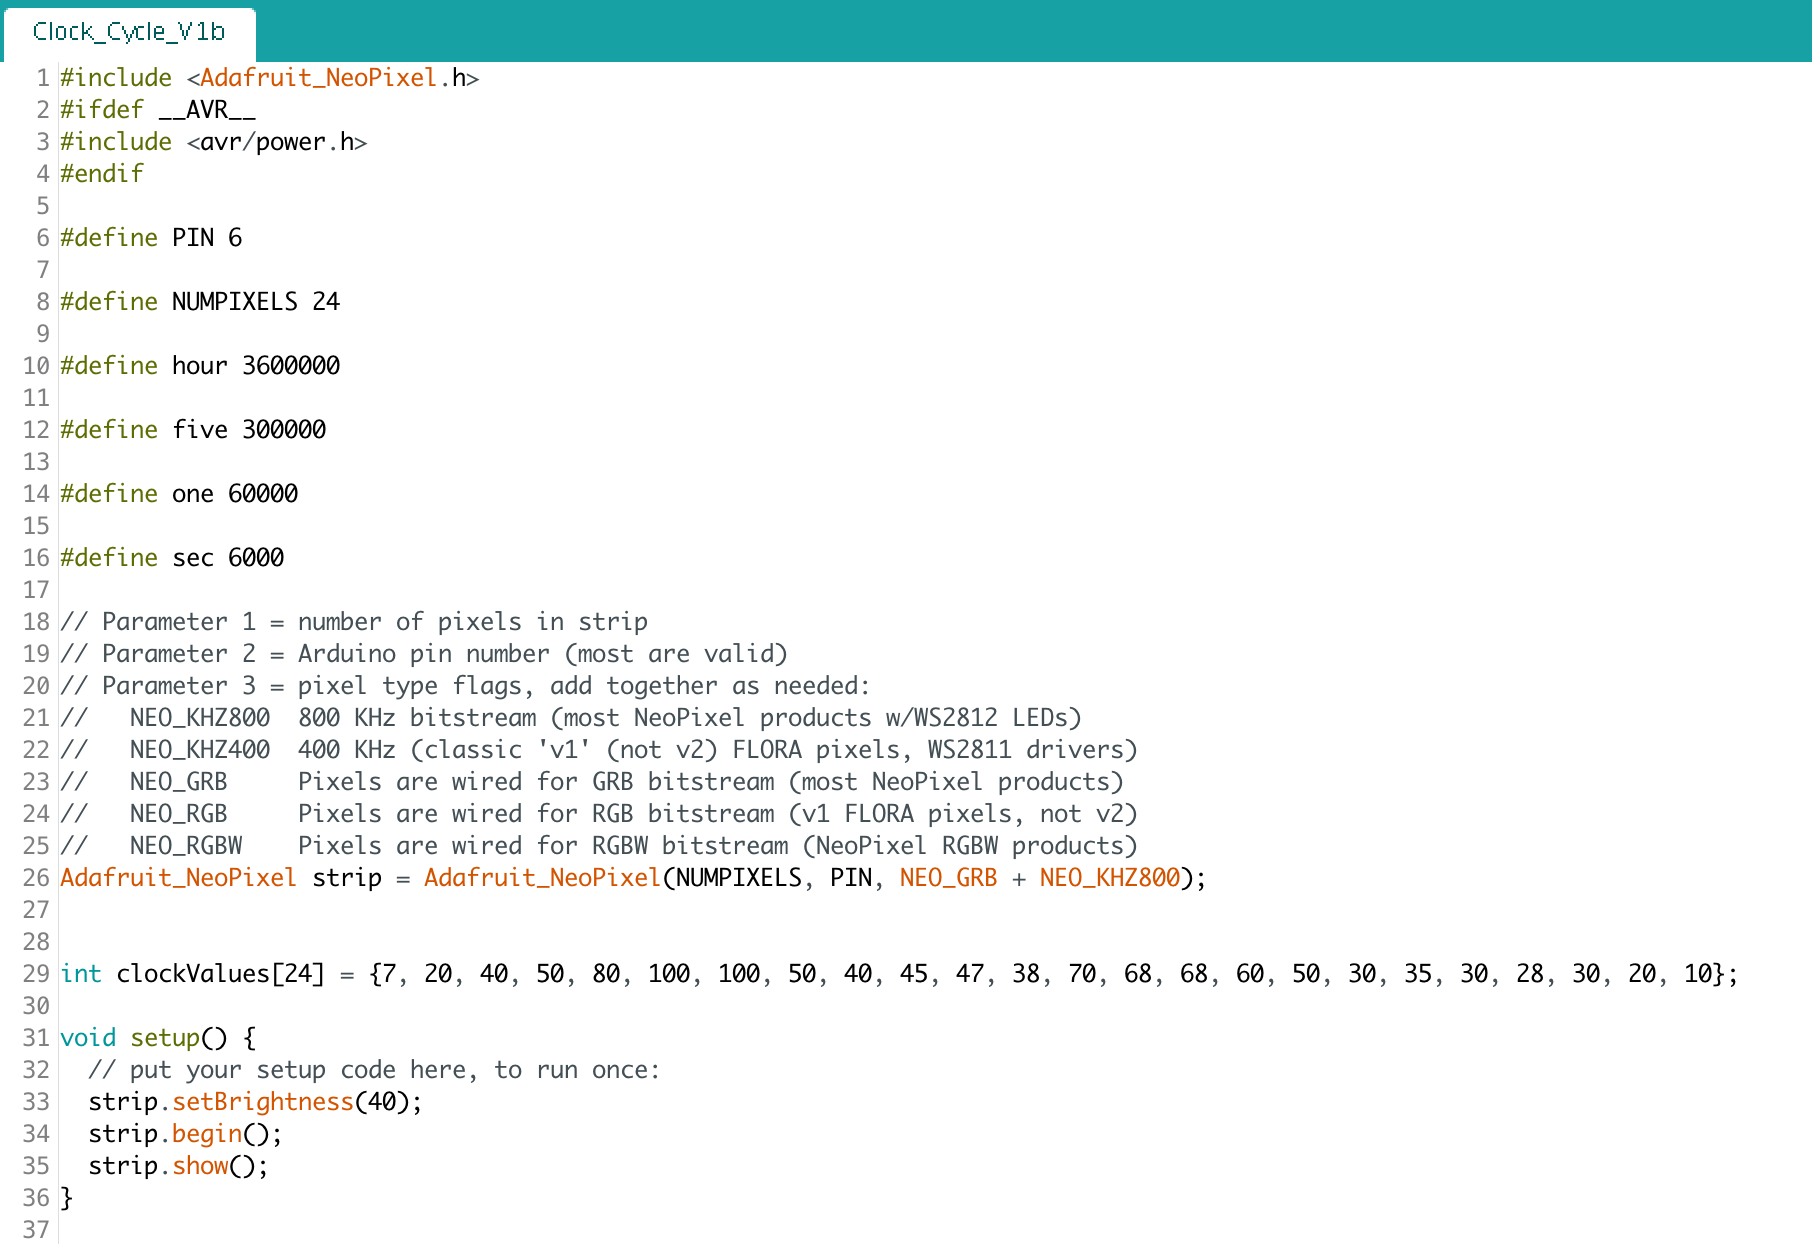 Clock_Cycle_V1b
1 #include <Adafruit_NeoPixel.h>
2 #ifdef __AVR__
3 #include <avr/power.h>
4 #endif
5
6 #define PIN 6
7
8 #define NUMPIXELS 24
9
10 #define hour 3600000
11
12 #define five 300000
13
14 #define one 60000
15
16 #define sec 6000
17
18 // Parameter 1 = number of pixels in strip
19 // Parameter 2 = Arduino pin number (most are valid)
20 // Parameter 3 = pixel type flags, add together as needed:
21 //   NEO_KHZ800  800 KHz bitstream (most NeoPixel products w/WS2812 LEDs)
22 //   NEO_KHZ400  400 KHz (classic 'v1' (not v2) FLORA pixels, WS2811 drivers)
23 //   NEO_GRB     Pixels are wired for GRB bitstream (most NeoPixel products)
24 //   NEO_RGB     Pixels are wired for RGB bitstream (v1 FLORA pixels, not v2)
25 //   NEO_RGBW    Pixels are wired for RGBW bitstream (NeoPixel RGBW products)
26 Adafruit_NeoPixel strip = Adafruit_NeoPixel(NUMPIXELS, PIN, NEO_GRB + NEO_KHZ800);
27
28
29 int clockValues[24] = {7, 20, 40, 50, 80, 100, 100, 50, 40, 45, 47, 38, 70, 68, 68, 60, 50, 30, 35, 30, 28, 30, 20, 10};
30
31 void setup() {
32   // put your setup code here, to run once:
33   strip.setBrightness(40);
34   strip.begin();
35   strip.show();
36 }
37